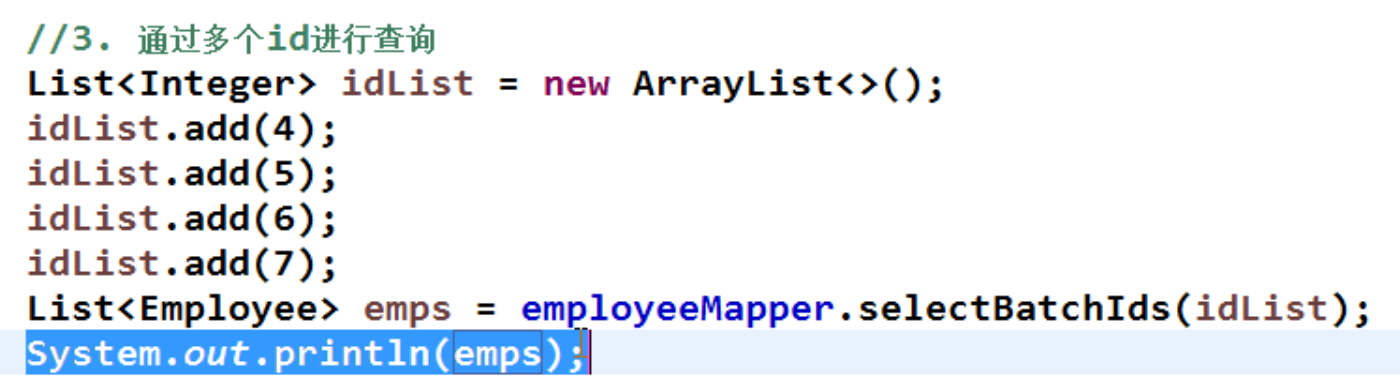 //3. 通过多个id进行查询
List<Integer> idList = new ArrayList<>();
idList.add(4);
idList.add(5);
idList.add(6);
idList.add(7);
List<Employee> emps = employeeMapper.selectBatchIds(idList);
System.out.println(emps);